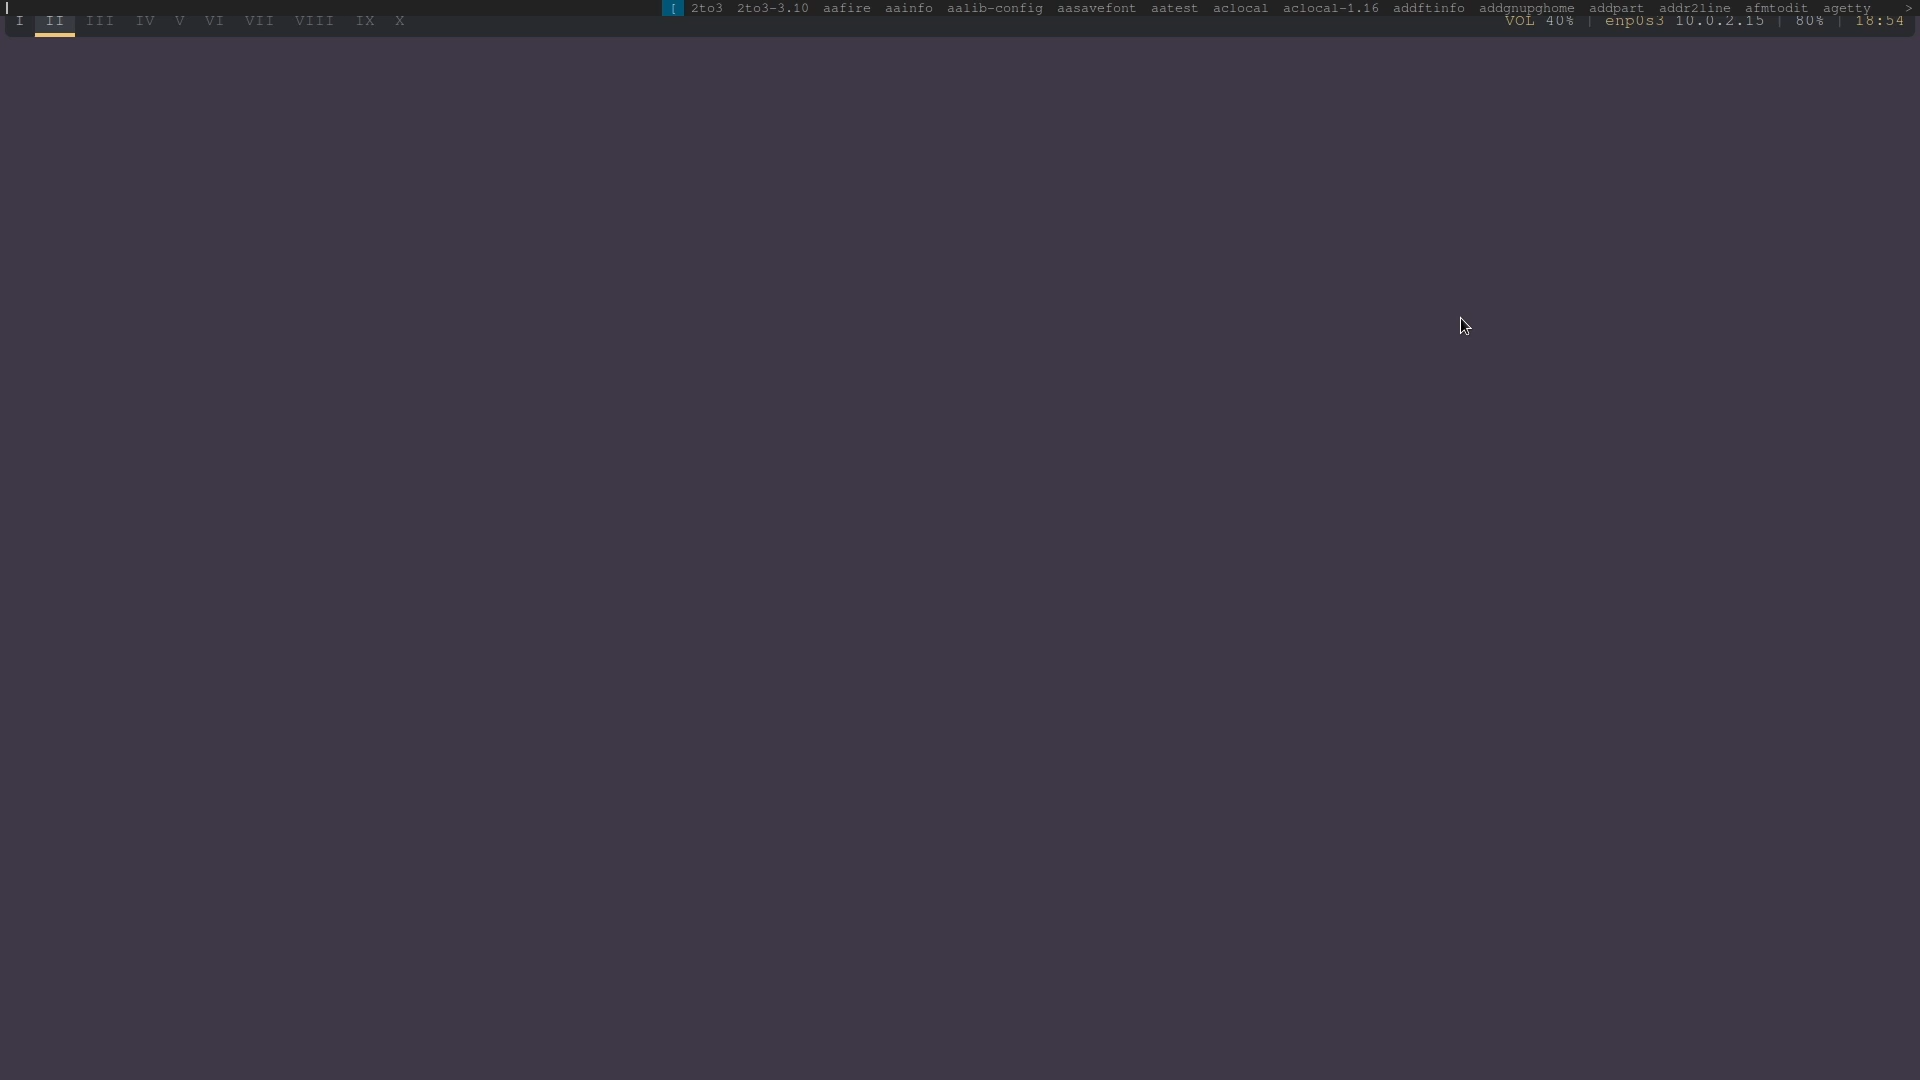 [ 2to3 2to3-3.10 aafire aainfo aalib-config aasavefont aatest aclocal aclocal-1.16 addftinfo addgnupghome addpart addr2line afmtodit agetty >
I II III IV V VI VII VIII IX X VOL 40% | enp0s3 10.0.2.15 | 80% | 18:54